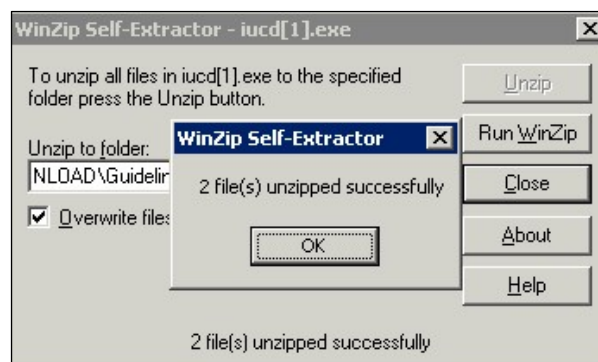 WinZip Self-Extractor - iucd[1].exe
To unzip all files in iucd[1].exe to the specified
folder press the Unzip button.
Unzip to folder:
NLOAD\Guidelin
Overwrite files
Unzip
Run WinZip
Close
About
Help
WinZip Self-Extractor
2 file(s) unzipped successfully
OK
2 file(s) unzipped successfully